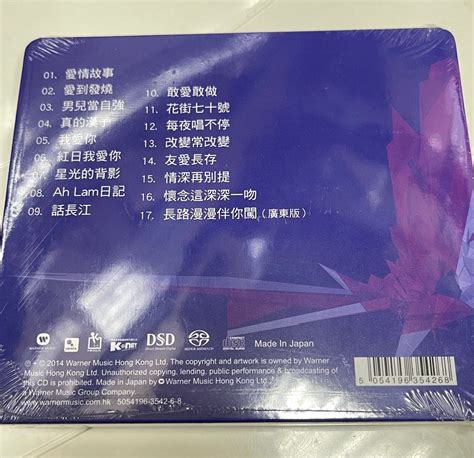 01. 愛情故事
02. 愛到發燒
03. 男兒當自強
04. 真的漢子
05. 我愛你
06. 紅日我愛你
07. 星光的背影
08. Ah Lam日記
09. 話長江
10. 敢愛敢做
11. 花街七十號
12. 每夜唱不停
13. 改變常改變
14. 友愛長存
15. 情深再別提
16. 懷念這深深一吻
17. 長路漫漫伴你闖（廣東版）
WARNER MUSIC
K-net
DSD
Made In Japan
℗ + © 2014 Warner Music Hong Kong Ltd. The copyright and artwork is owned by Warner
Music Hong Kong Ltd. Unauthorized copying, lending, public performance & broadcasting of
this CD is prohibited. Made in Japan by Warner Music Hong Kong Ltd.,
a Warner Music Group Company.
www.warnermusic.com.hk 5054196-3542-6-8
5 054196 354268